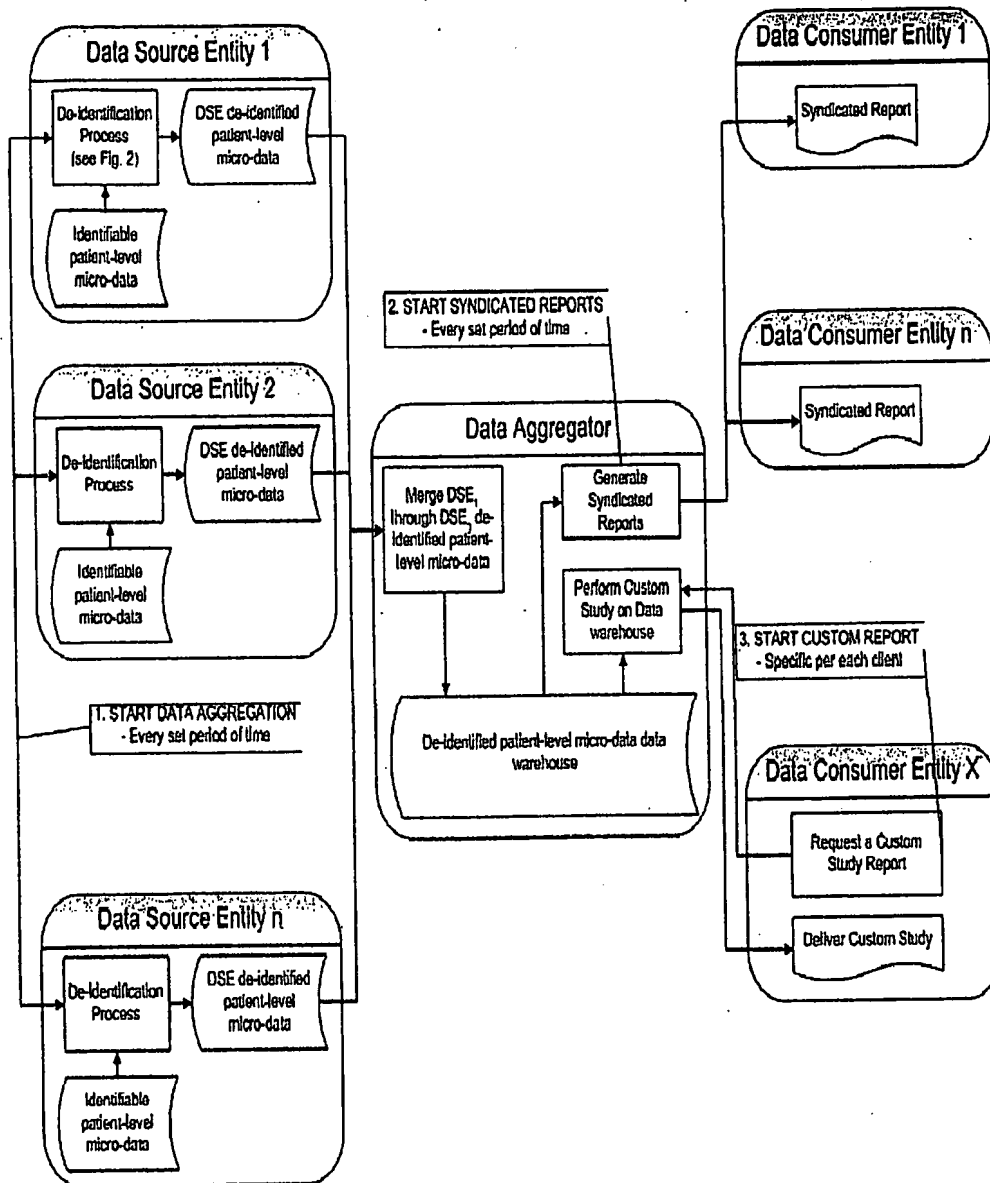 Data Source Entity 1
De-Identification
Process
(see Fig. 2)
DSE de-identified
patient-level
micro-data
Identifiable
patient-level
micro-data
Data Source Entity 2
De-Identification
Process
DSE de-identified
patient-level
micro-data
Identifiable
patient-level
micro-data
1. START DATA AGGREGATION
- Every set period of time
Data Source Entity n
De-Identification
Process
DSE de-identified
patient-level
micro-data
Identifiable
patient-level
micro-data
2. START SYNDICATED REPORTS
- Every set period of time
Data Aggregator
Merge DSE
through DSE de-
identified patient-
level micro-data
Generate
Syndicated
Reports
Perform Custom
Study on Data
warehouse
De-identified patient-level micro-data data
warehouse
Data Consumer Entity 1
Syndicated Report
Data Consumer Entity n
Syndicated Report
3. START CUSTOM REPORT
- Specific per each client
Data Consumer Entity X
Request a Custom
Study Report
Deliver Custom Study